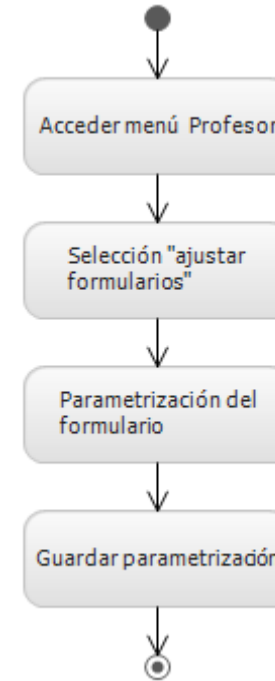 Acceder menú Profesor
Selección "ajustar
formularios"
Parametrización del
formulario
Guardar parametrización